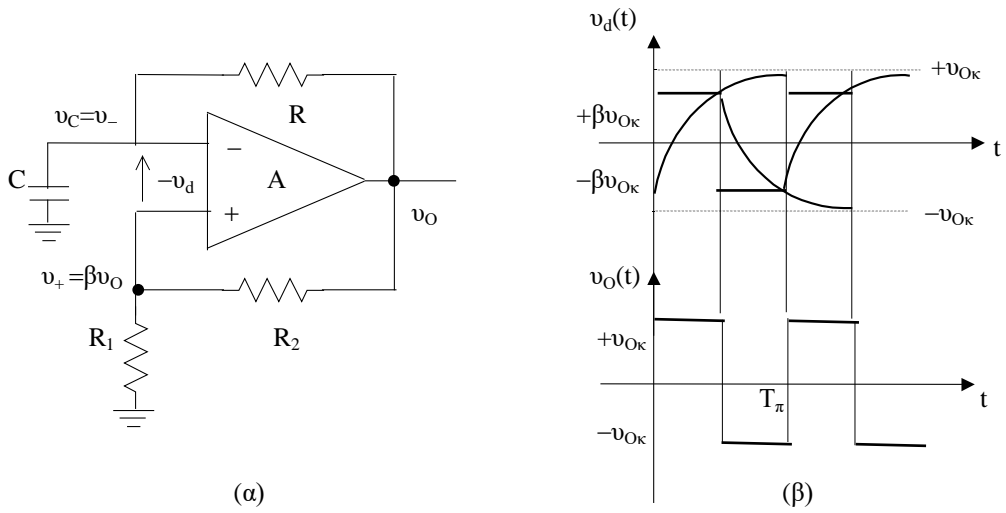 R
υC=υ−
−
C
−υd
A
+
υO
υ+ =βυO
R1
R2
(α)
υd(t)
+υOκ
+βυOκ
t
−βυOκ
−υOκ
υO(t)
+υOκ
Tπ
t
−υOκ
(β)